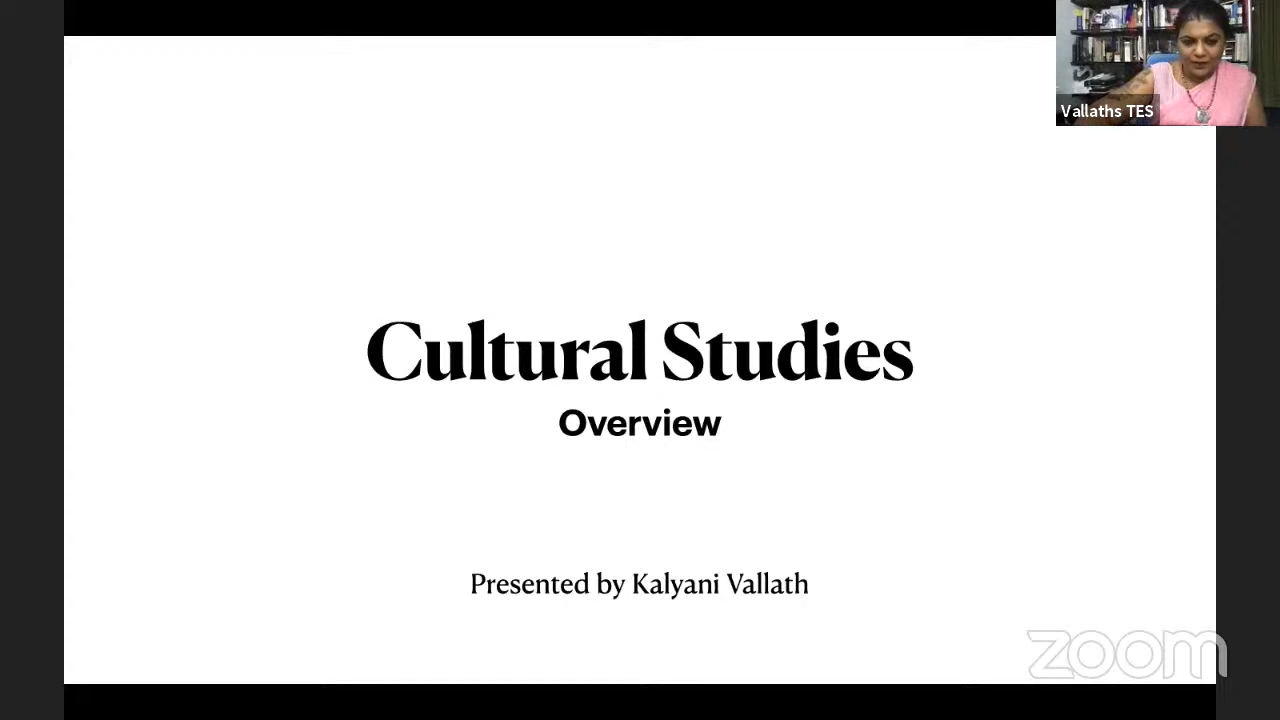 Vallaths TES
Cultural Studies
Overview
Presented by Kalyani Vallath
zoom